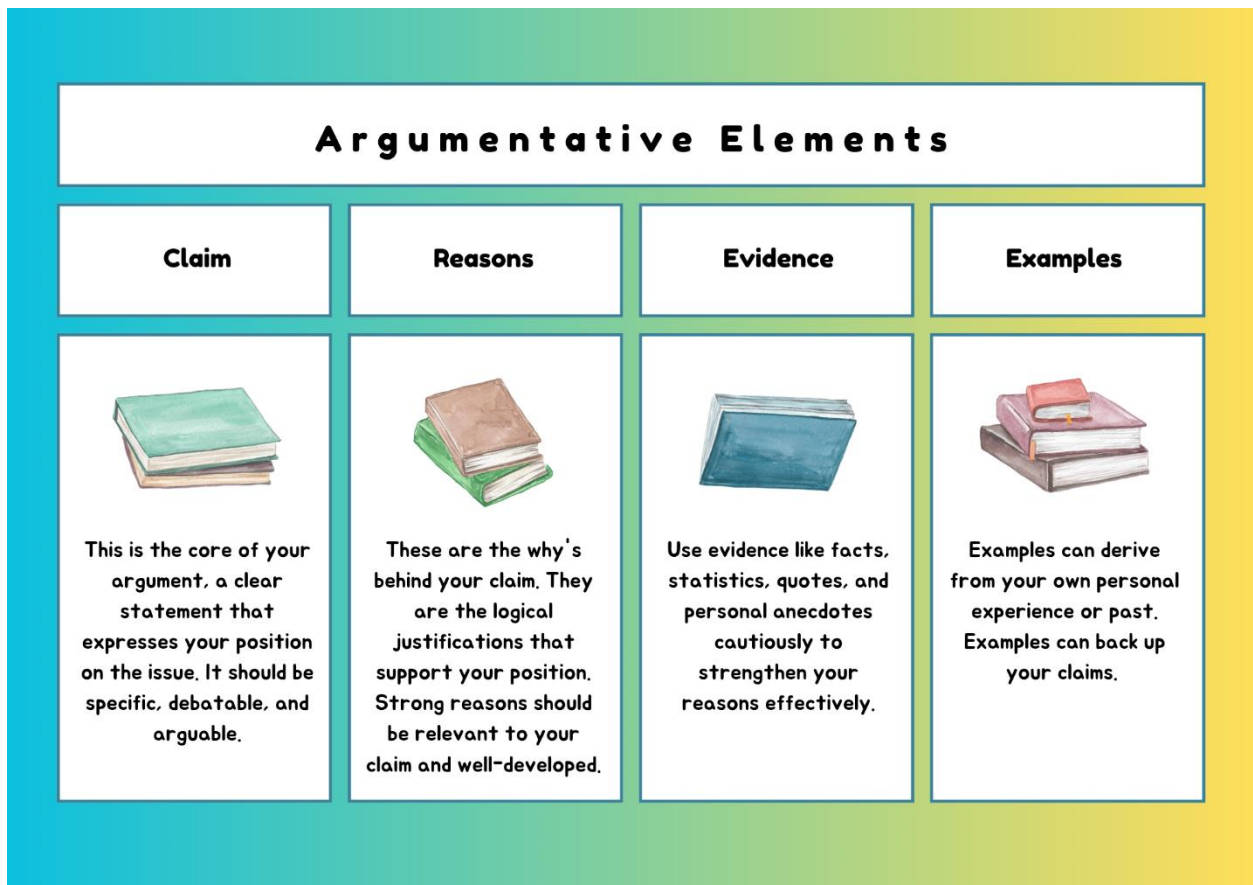 Argumentative Elements
Claim
Reasons
Evidence
Examples
This is the core of your
argument, a clear
statement that
expresses your position
on the issue. It should be
specific, debatable, and
arguable.
These are the why's
behind your claim. They
are the logical
justifications that
support your position.
Strong reasons should
be relevant to your
claim and well-developed.
Use evidence like facts,
statistics, quotes, and
personal anecdotes
cautiously to
strengthen your
reasons effectively.
Examples can derive
from your own personal
experience or past.
Examples can back up
your claims.